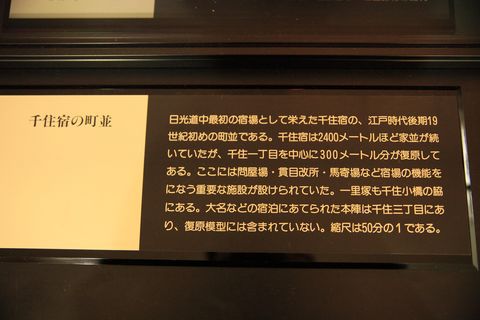 千住宿の町並
日光道中最初の宿場として栄えた千住宿の、江戸時代後期19
世紀初めの町並である。千住宿は2400メートルほど家並が続
いていたが、千住一丁目を中心に300メートル分が復原して
ある。ここには問屋場・貫目改所・馬寄場など宿場の機能を
になう重要な施設が設けられていた。一里塚も千住小橋の脇
にある。大名などの宿泊にあてられた本陣は千住三丁目にあ
り、復原模型には含まれていない。縮尺は50分の1である。